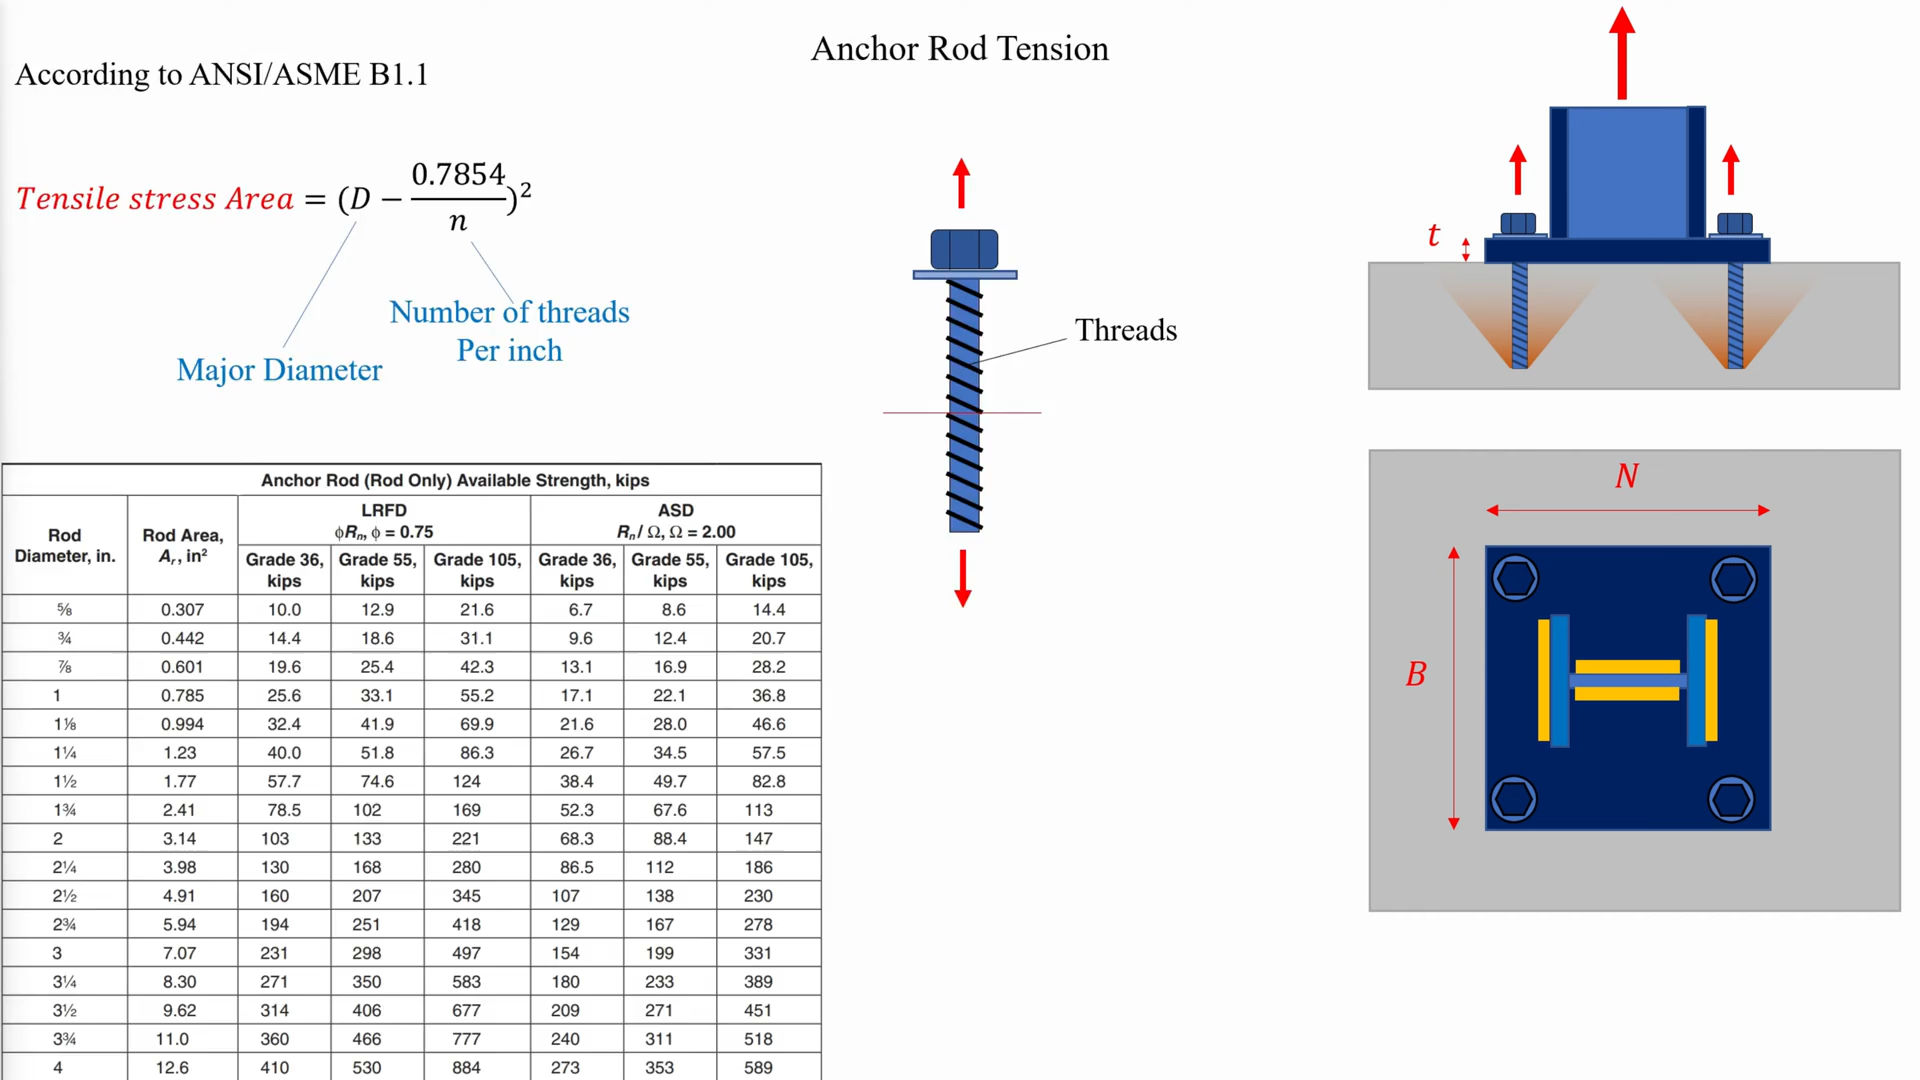 Anchor Rod Tension
According to ANSI/ASME B1.1
Tensile stress Area = (D − 0.7854/n)²
Number of threads
Per inch
Major Diameter
Threads
t
N
B
Anchor Rod (Rod Only) Available Strength, kips
Rod Diameter, in. Rod Area, Aᵣ, in² LRFD ϕRₙ, ϕ = 0.75 ASD Rₙ/ Ω, Ω = 2.00
Grade 36, kips Grade 55, kips Grade 105, kips Grade 36, kips Grade 55, kips Grade 105, kips
⅝ 0.307 10.0 12.9 21.6 6.7 8.6 14.4
¾ 0.442 14.4 18.6 31.1 9.6 12.4 20.7
⅞ 0.601 19.6 25.4 42.3 13.1 16.9 28.2
1 0.785 25.6 33.1 55.2 17.1 22.1 36.8
1⅛ 0.994 32.4 41.9 69.9 21.6 28.0 46.6
1¼ 1.23 40.0 51.8 86.3 26.7 34.5 57.5
1½ 1.77 57.7 74.6 124 38.4 49.7 82.8
1¾ 2.41 78.5 102 169 52.3 67.6 113
2 3.14 103 133 221 68.3 88.4 147
2¼ 3.98 130 168 280 86.5 112 186
2½ 4.91 160 207 345 107 138 230
2¾ 5.94 194 251 418 129 167 278
3 7.07 231 298 497 154 199 331
3¼ 8.30 271 350 583 180 233 389
3½ 9.62 314 406 677 209 271 451
3¾ 11.0 360 466 777 240 311 518
4 12.6 410 530 884 273 353 589